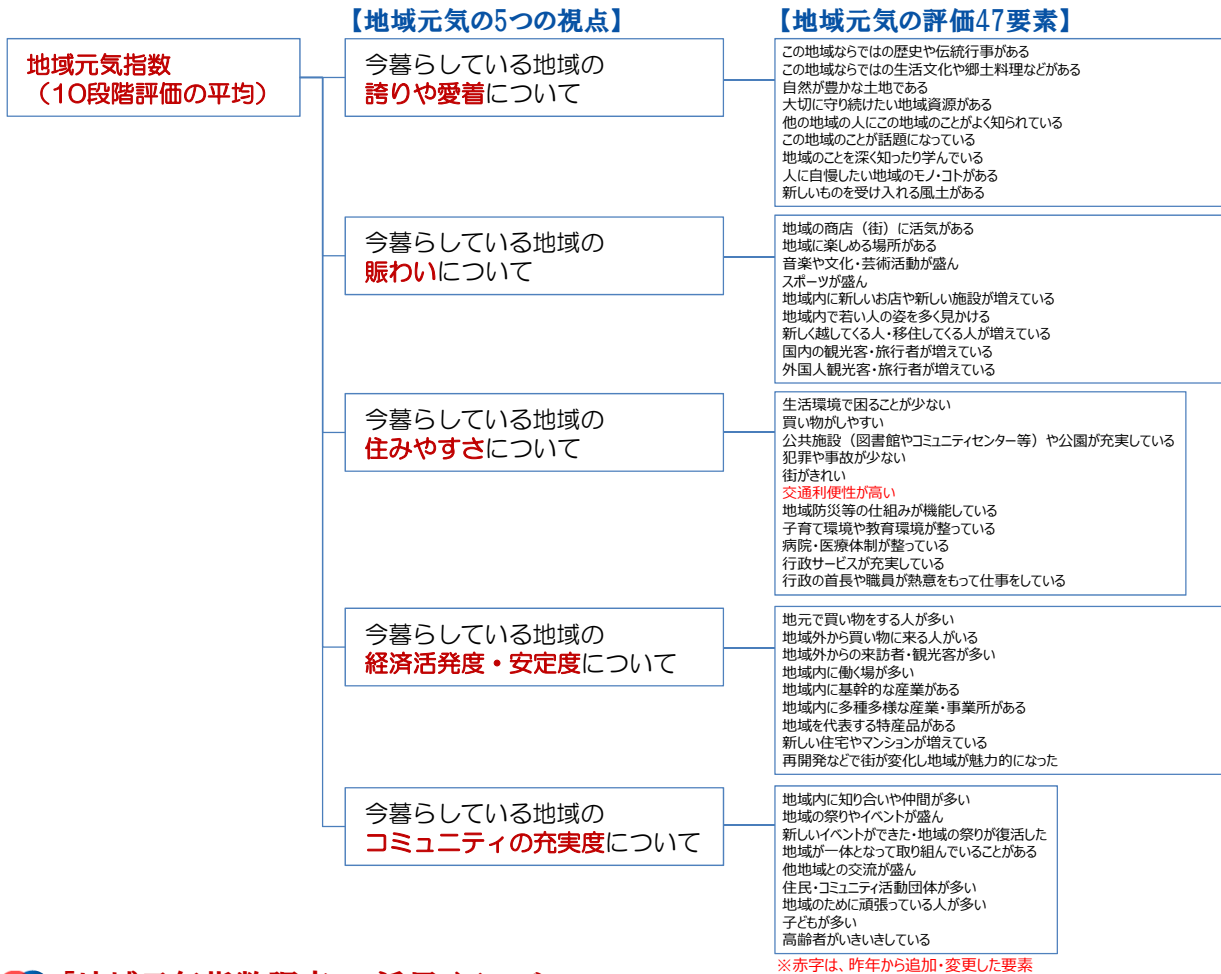 【地域元気の5つの視点】
【地域元気の評価47要素】
地域元気指数
（10段階評価の平均）
今暮らしている地域の
誇りや愛着について
この地域ならではの歴史や伝統行事がある
この地域ならではの生活文化や郷土料理などがある
自然が豊かな土地である
大切に守り続けたい地域資源がある
他の地域の人にこの地域のことがよく知られている
この地域のことが話題になっている
地域のことを深く知ったり学んでいる
人に自慢したい地域のモノ・コトがある
新しいものを受け入れる風土がある
今暮らしている地域の
賑わいについて
地域の商店（街）に活気がある
地域に楽しめる場所がある
音楽や文化・芸術活動が盛ん
スポーツが盛ん
地域内に新しいお店や新しい施設が増えている
地域内で若い人の姿を多く見かける
新しく越してくる人・移住してくる人が増えている
国内の観光客・旅行者が増えている
外国人観光客・旅行者が増えている
今暮らしている地域の
住みやすさについて
生活環境で困ることが少ない
買い物がしやすい
公共施設（図書館やコミュニティセンター等）や公園が充実している
犯罪や事故が少ない
街がきれい
交通利便性が高い
地域防災等の仕組みが機能している
子育て環境や教育環境が整っている
病院・医療体制が整っている
行政サービスが充実している
行政の首長や職員が熱意をもって仕事をしている
今暮らしている地域の
経済活発度・安定度について
地元で買い物をする人が多い
地域外から買い物に来る人がいる
地域外からの来訪者・観光客が多い
地域内に働く場が多い
地域内に基幹的な産業がある
地域内に多種多様な産業・事業所がある
地域を代表する特産品がある
新しい住宅やマンションが増えている
再開発などで街が変化し地域が魅力的になった
今暮らしている地域の
コミュニティの充実度について
地域内に知り合いや仲間が多い
地域の祭りやイベントが盛ん
新しいイベントができた・地域の祭りが復活した
地域が一体となって取り組んでいることがある
他地域との交流が盛ん
住民・コミュニティ活動団体が多い
地域のために頑張っている人が多い
子どもが多い
高齢者がいきいきしている
※赤字は、昨年から追加・変更した要素